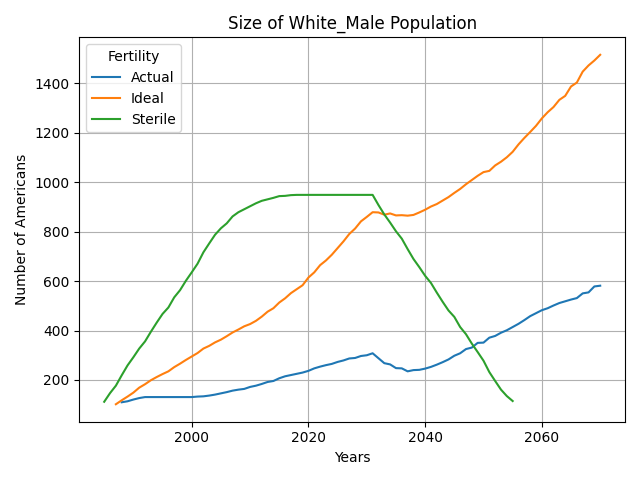 Size of White_Male Population
Fertility
Actual
Ideal
Sterile
Number of Americans
1400
1200
1000
800
600
400
200
2000
2020
2040
2060
Years